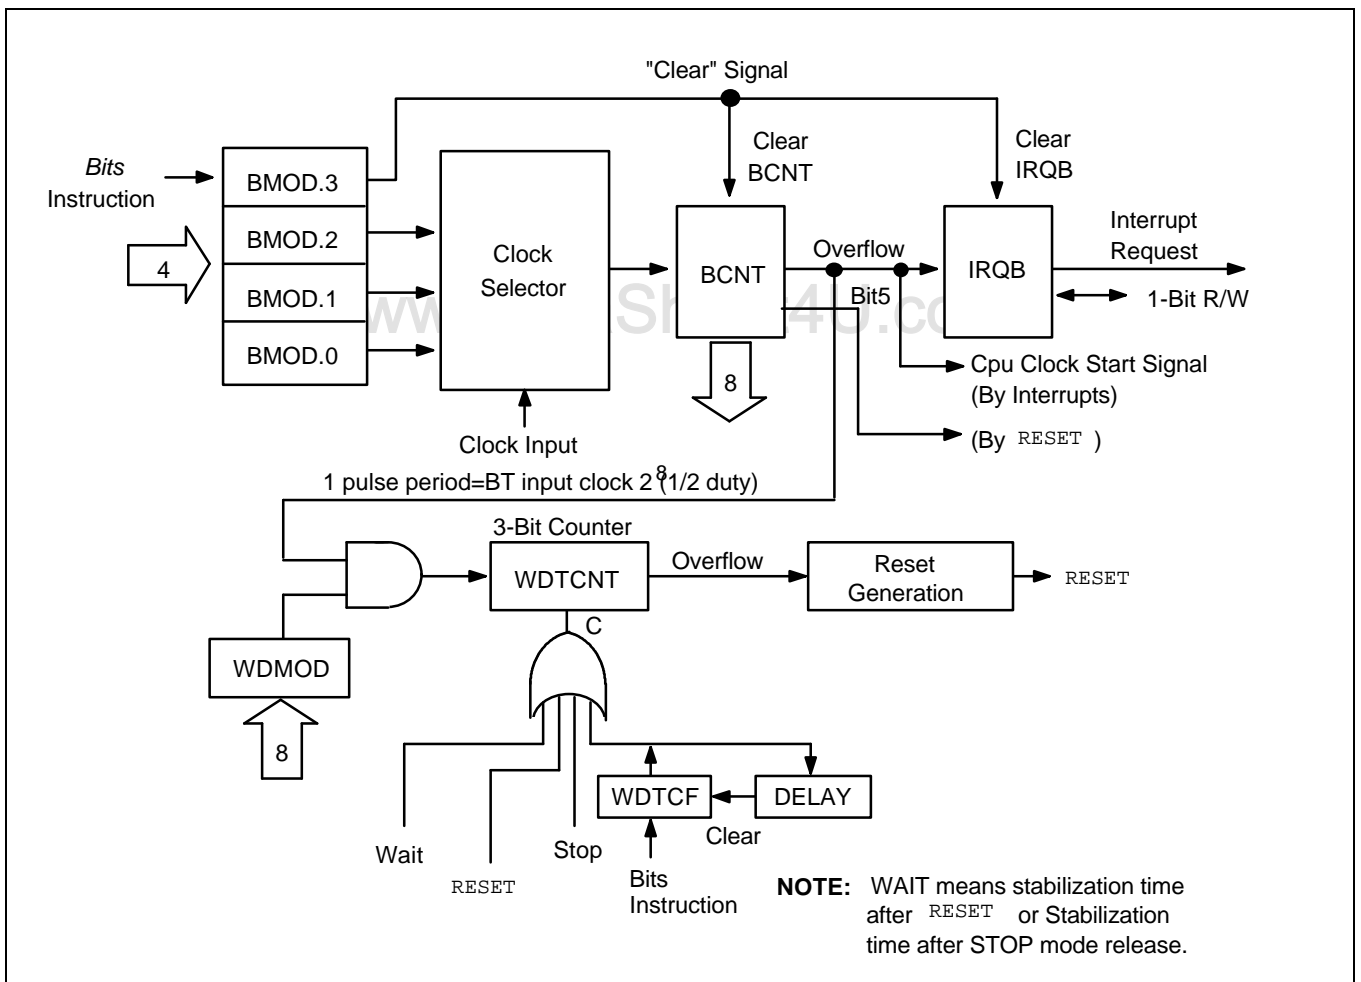 "Clear" Signal
Clear
BCNT
Clear
IRQB
Bits
Instruction
4
BMOD.3
BMOD.2
BMOD.1
BMOD.0
Clock
Selector
Clock Input
BCNT
8
Overflow
Bit5
IRQB
Interrupt
Request
1-Bit R/W
Cpu Clock Start Signal
(By Interrupts)
(By RESET )
1 pulse period=BT input clock 2 8 (1/2 duty)
3-Bit Counter
WDTCNT
Overflow
Reset
Generation
RESET
C
WDMOD
8
Wait
RESET
Stop
WDTCF
DELAY
Clear
Bits
Instruction
NOTE: WAIT means stabilization time
after RESET or Stabilization
time after STOP mode release.